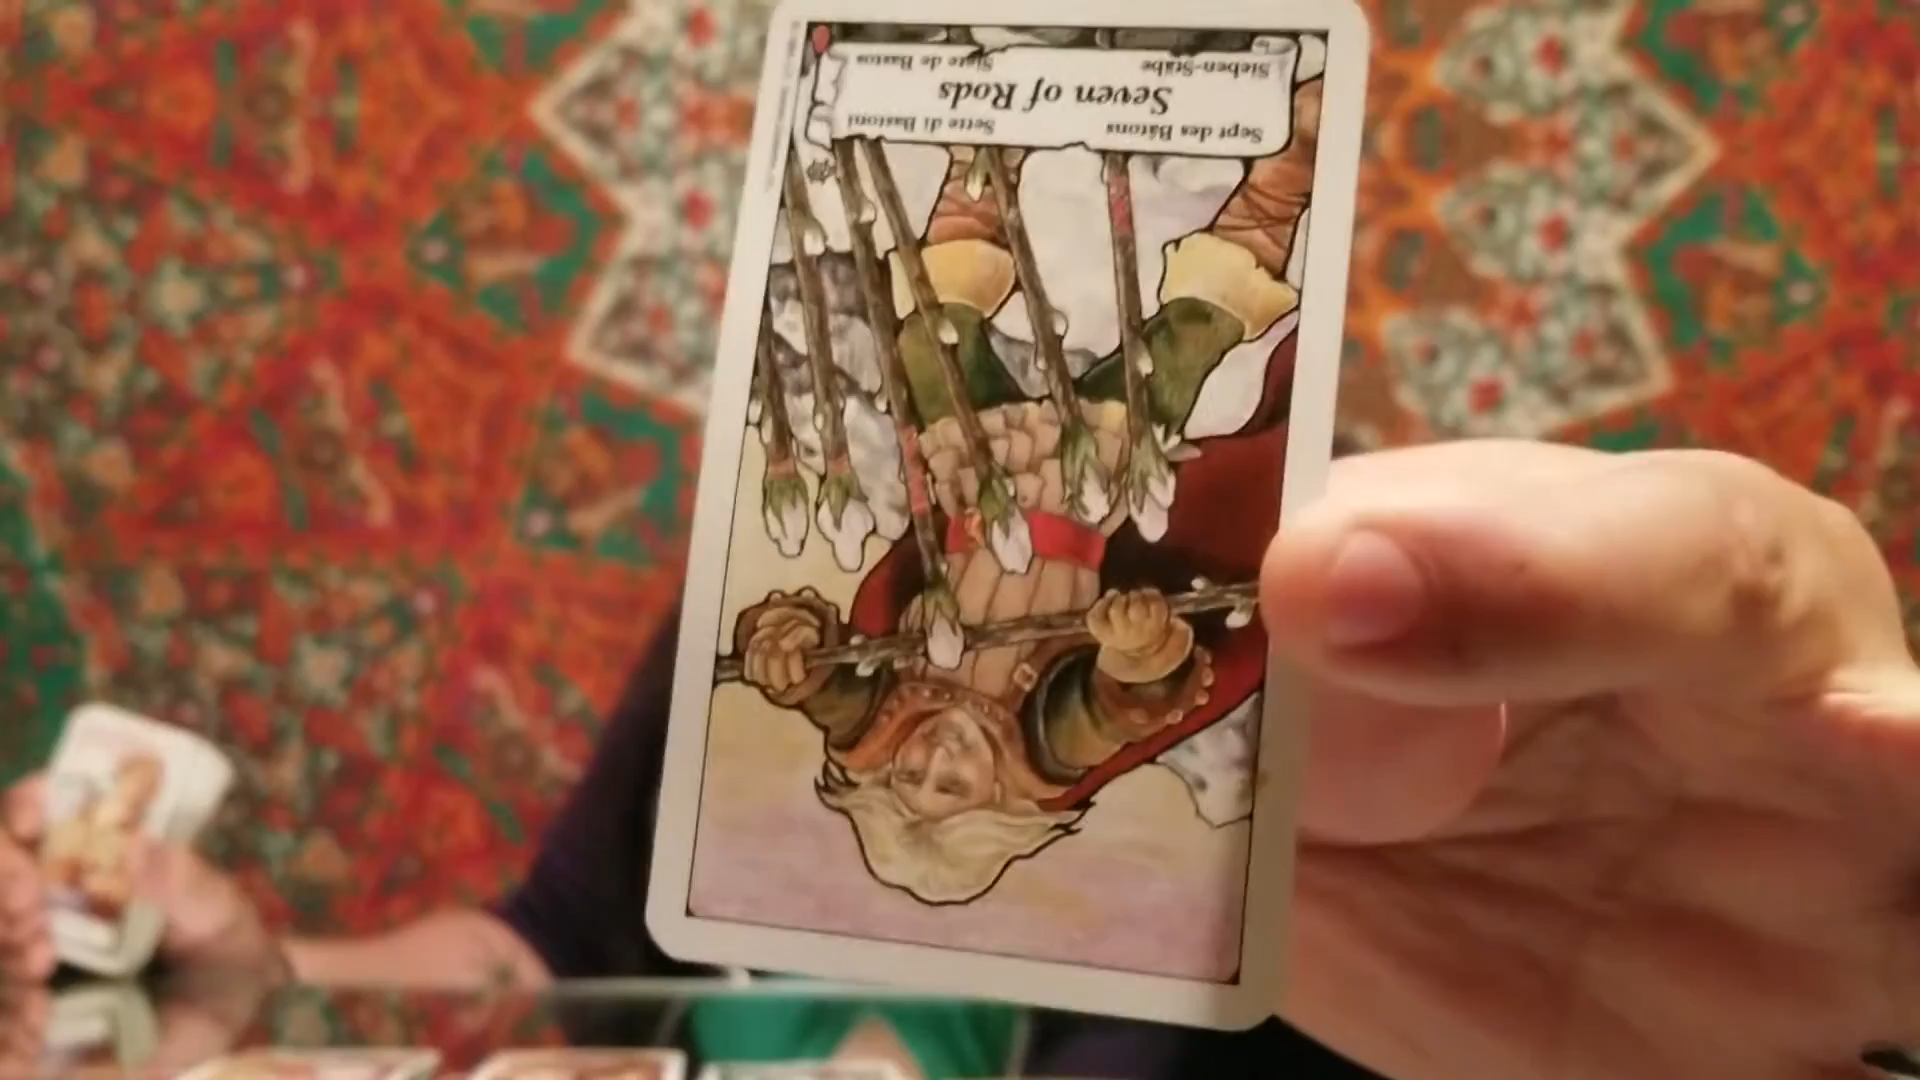 Sept des Bâtons Sette di Bastoni
Seven of Rods
Sieben-Stäbe Siete de Bastos